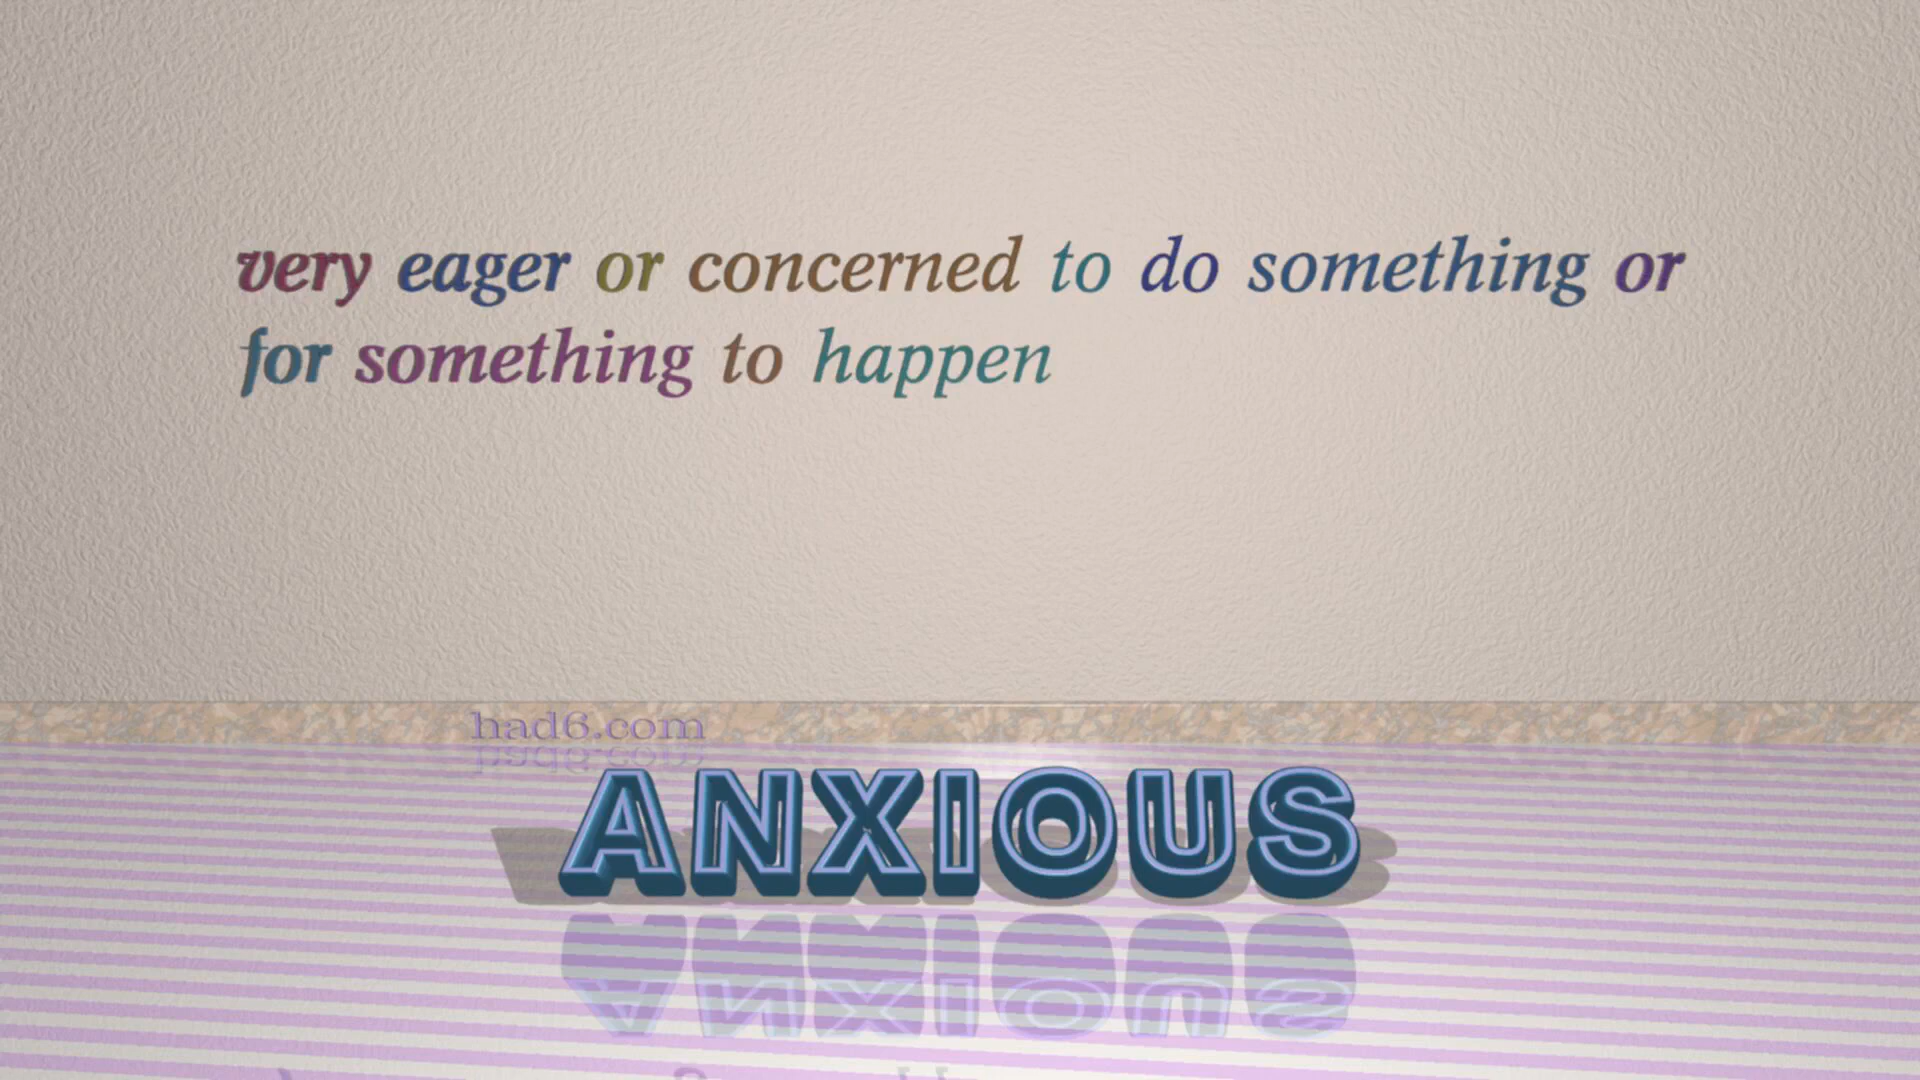 very eager or concerned to do something or
for something to happen
had6.com
ANXIOUS